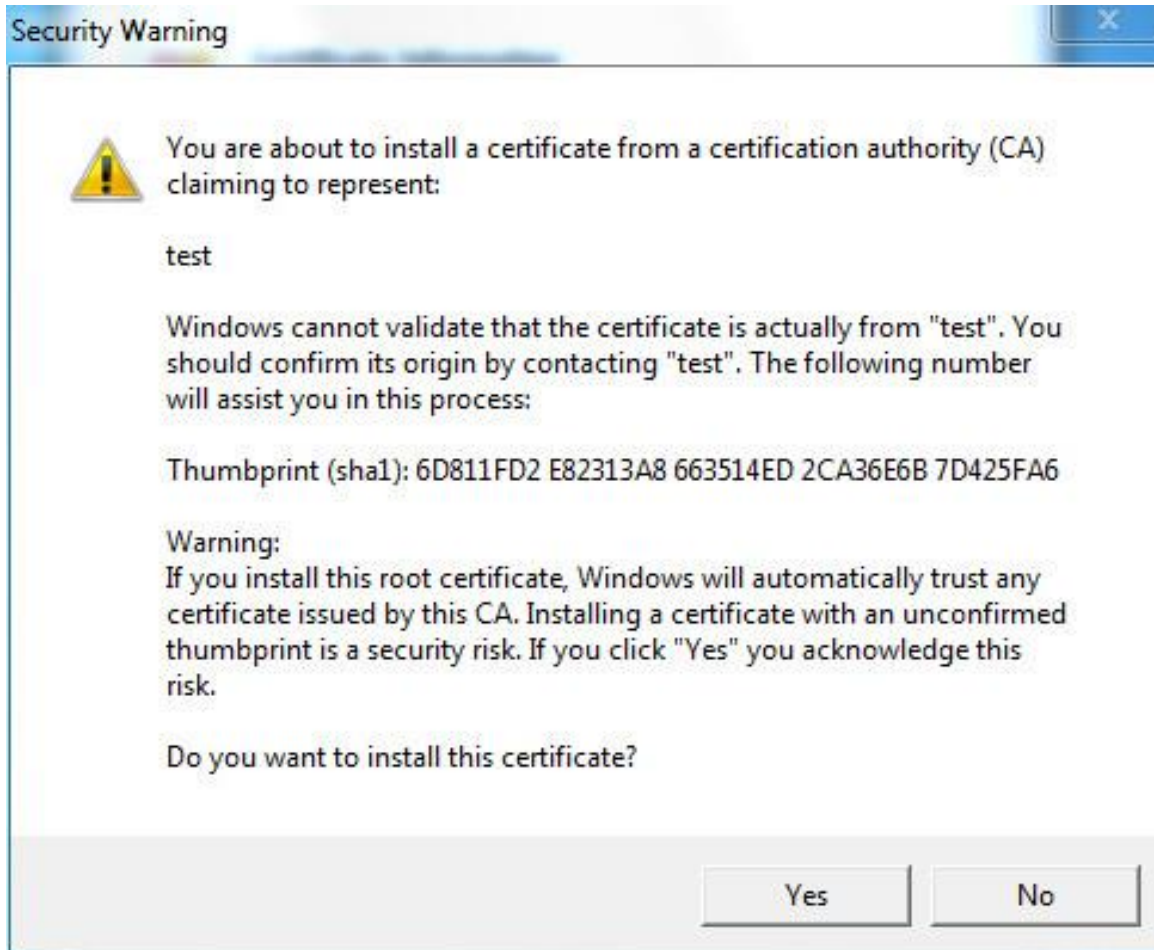 Security Warning
You are about to install a certificate from a certification authority (CA)
claiming to represent:
test
Windows cannot validate that the certificate is actually from "test". You
should confirm its origin by contacting "test". The following number
will assist you in this process:
Thumbprint (sha1): 6D811FD2 E82313A8 663514ED 2CA36E6B 7D425FA6
Warning:
If you install this root certificate, Windows will automatically trust any
certificate issued by this CA. Installing a certificate with an unconfirmed
thumbprint is a security risk. If you click "Yes" you acknowledge this
risk.
Do you want to install this certificate?
Yes
No